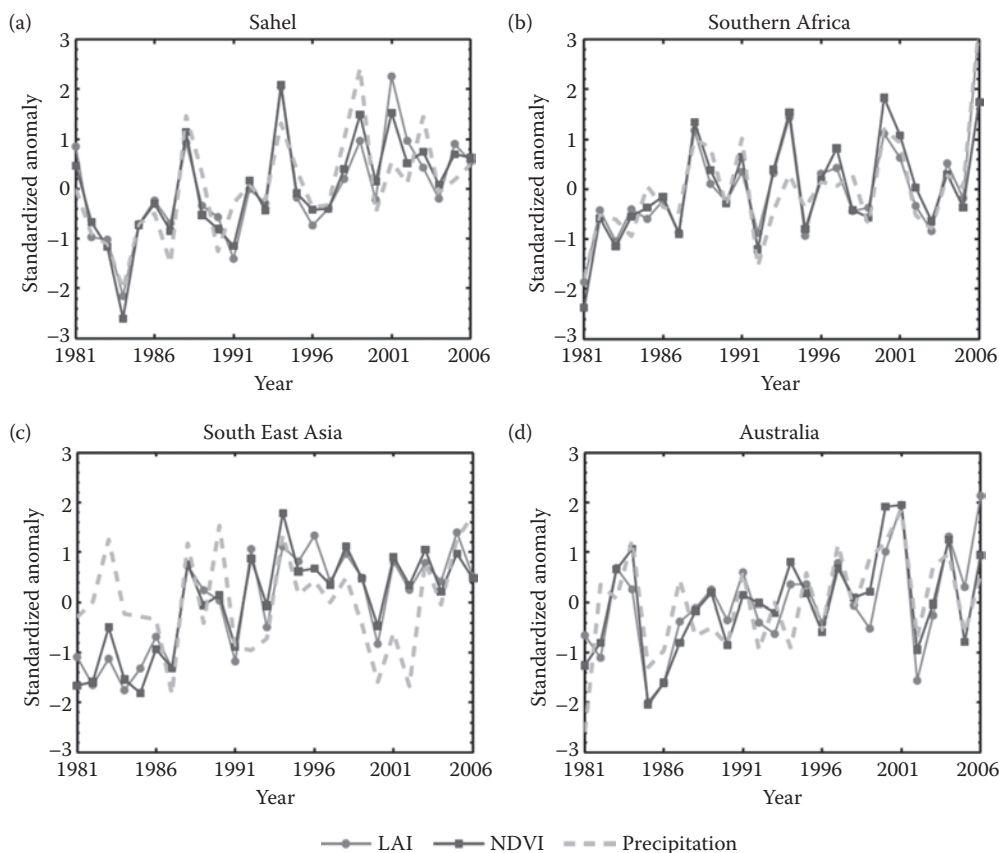 (a) Sahel
Standardized anomaly
3
2
1
0
−1
−2
−3
1981 1986 1991 1996 2001 2006
Year
(b) Southern Africa
Standardized anomaly
3
2
1
0
−1
−2
−3
1981 1986 1991 1996 2001 2006
Year
(c) South East Asia
Standardized anomaly
3
2
1
0
−1
−2
−3
1981 1986 1991 1996 2001 2006
Year
(d) Australia
Standardized anomaly
3
2
1
0
−1
−2
−3
1981 1986 1991 1996 2001 2006
Year
LAI NDVI Precipitation